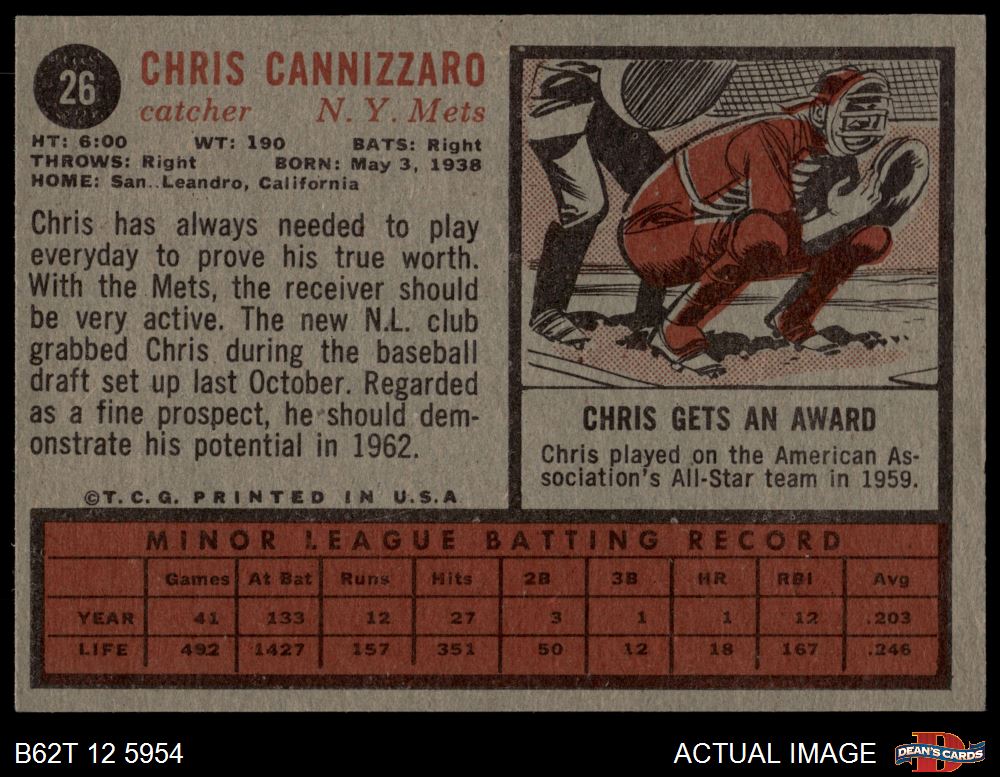 26
CHRIS CANNIZZARO
catcher N. Y. Mets
HT: 6:00 WT: 190 BATS: Right
THROWS: Right BORN: May 3, 1938
HOME: San..Leandro, California
Chris has always needed to play
everyday to prove his true worth.
With the Mets, the receiver should
be very active. The new N.L. club
grabbed Chris during the baseball
draft set up last October. Regarded
as a fine prospect, he should dem-
onstrate his potential in 1962.
©T. C. G. PRINTED IN U.S.A
CHRIS GETS AN AWARD
Chris played on the American As-
sociation's All-Star team in 1959.
MINOR LEAGUE BATTING RECORD
Games At Bat Runs Hits 2B 3B HR RBI Avg
YEAR 41 133 12 27 3 1 1 12 .203
LIFE 492 1427 157 351 50 12 18 167 .246
B62T 12 5954
ACTUAL IMAGE
DEAN'S CARDS